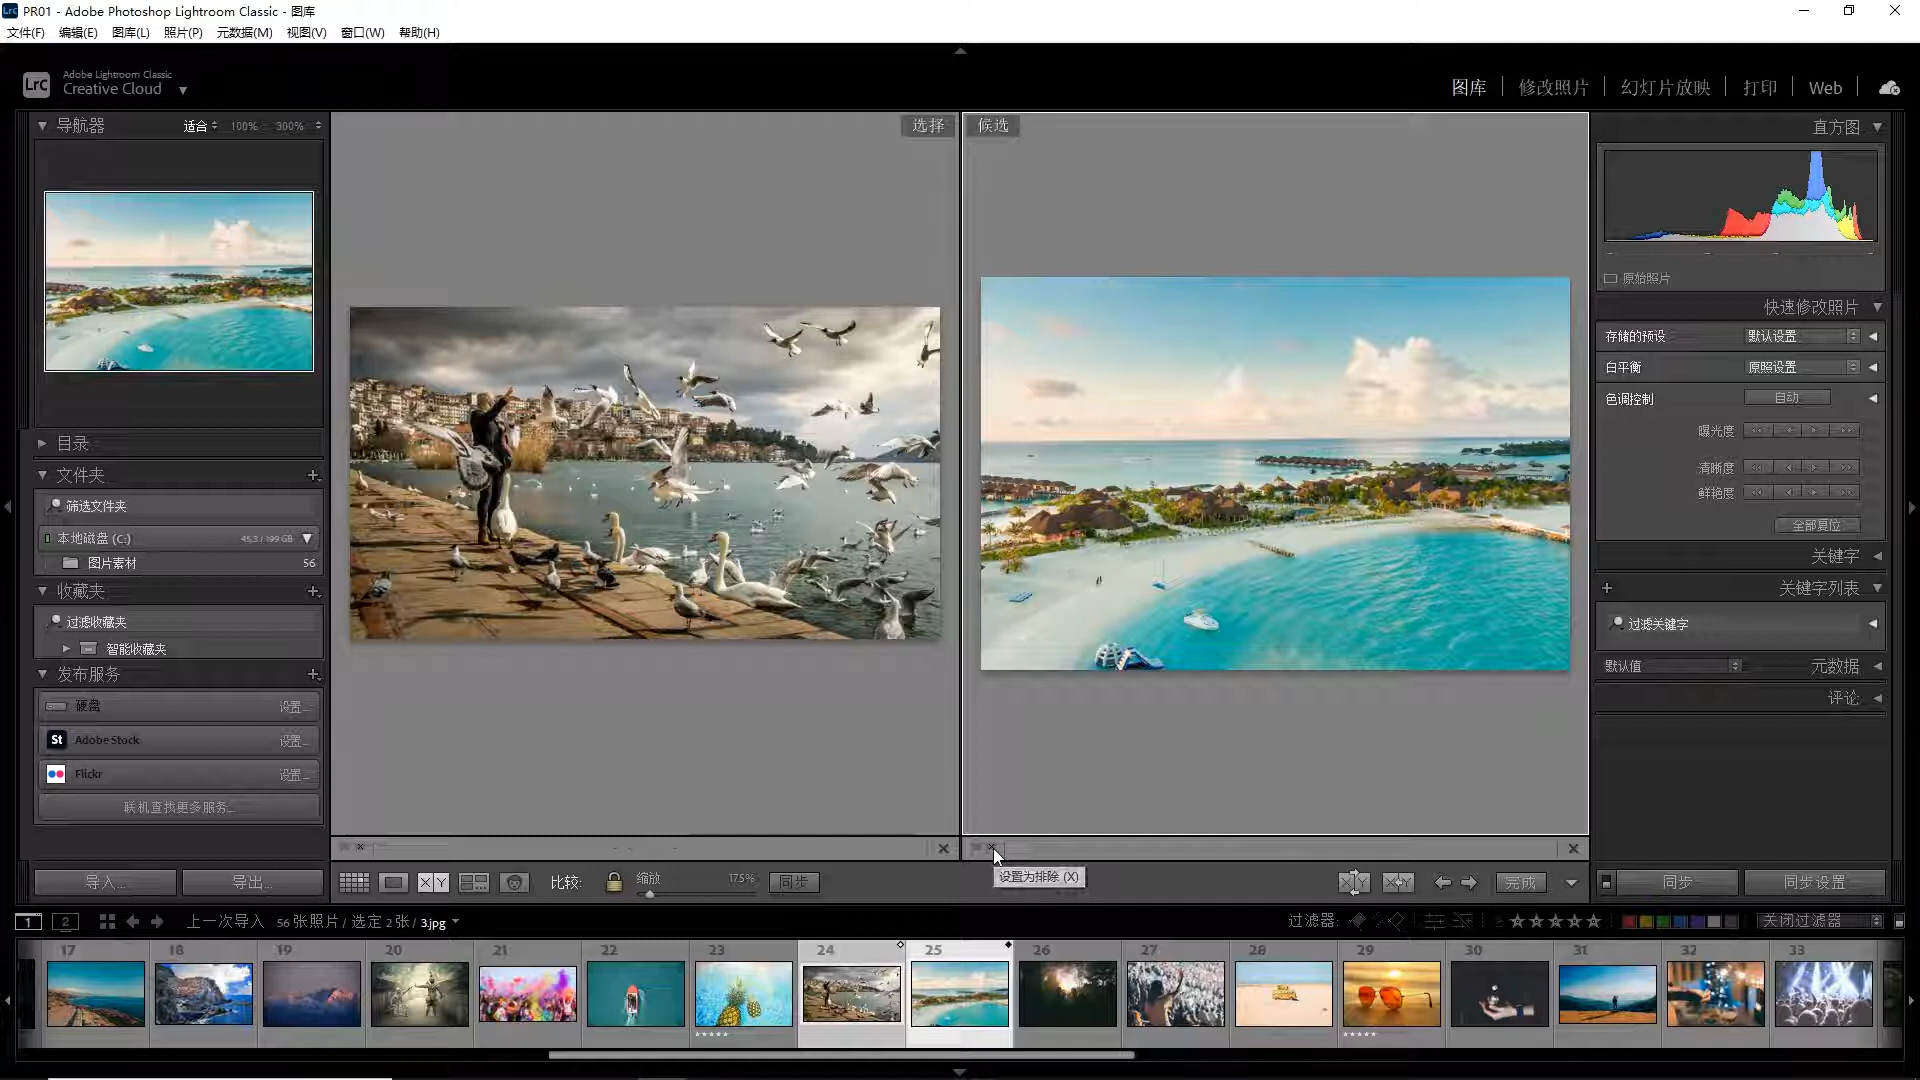 PR01 - Adobe Photoshop Lightroom Classic - 图库
文件(F) 编辑(E) 图库(L) 照片(P) 元数据(M) 视图(V) 窗口(W) 帮助(H)
Lrc
Adobe Lightroom Classic
Creative Cloud
图库 修改照片 幻灯片放映 打印 Web
导航器 适合 100% 300%
选择
候选
直方图
原始照片
快速修改照片
存储的预设 默认设置
白平衡 原照设置
色调控制 自动
曝光度
清晰度
鲜艳度
全部复位
关键字
关键字列表
过滤关键字
默认值 元数据
评论
目录
文件夹
筛选文件夹
本地磁盘 (C:) 45.3 / 199 GB
图片素材 56
收藏夹
过滤收藏夹
智能收藏夹
发布服务
硬盘 设置...
St Adobe Stock 设置...
Flickr 设置...
联机查找更多服务...
导入... 导出...
XY 比较: 缩放 175% 同步
设置为排除 (X)
完成
同步 同步设置
1 2 上一次导入 56 张照片 / 选定 2 张 / 3.jpg
过滤器: 关闭过滤器
17 18 19 20 21 22 23 24 25 26 27 28 29 30 31 32 33